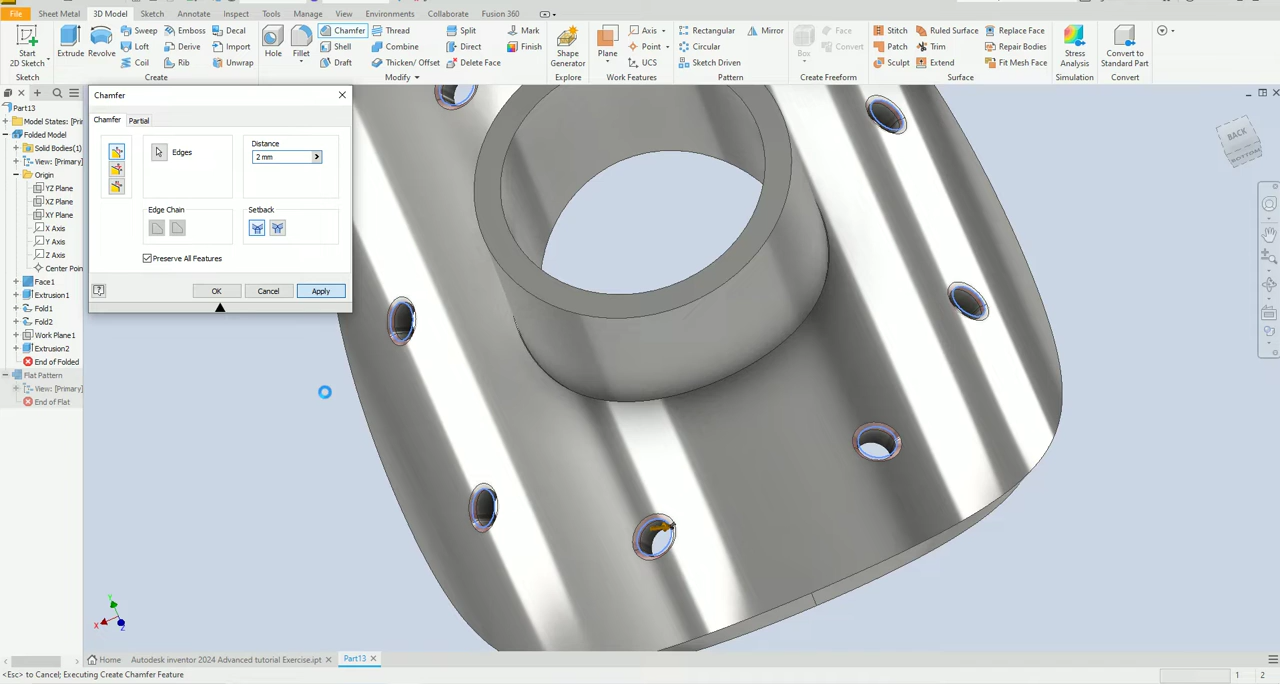 File Sheet Metal 3D Model Sketch Annotate Inspect Tools Manage View Environments Collaborate Fusion 360
Sweep Emboss Decal Chamfer Thread Split Mark Axis Rectangular Mirror Face Stitch Ruled Surface Replace Face
Loft Derive Import Shell Combine Direct Finish Point Circular Convert Patch Trim Repair Bodies
Coil Rib Unwrap Draft Thicken/ Offset Delete Face UCS Sketch Driven Sculpt Extend Fit Mesh Face
Start
2D Sketch
Extrude
Revolve
Hole
Fillet
Shape
Generator
Plane
Box
Stress
Analysis
Convert to
Standard Part
Sketch Create Modify Explore Work Features Pattern Create Freeform Surface Simulation Convert
Part13
Model States: [Pri
Folded Model
Solid Bodies(1)
View: [Primary]
Origin
YZ Plane
XZ Plane
XY Plane
X Axis
Y Axis
Z Axis
Center Poin
Face1
Extrusion1
Fold1
Fold2
Work Plane1
Extrusion2
End of Folded
Flat Pattern
View: [Primary]
End of Flat
Chamfer
Chamfer Partial
Edges
Distance
2 mm
Edge Chain
Setback
Preserve All Features
OK Cancel Apply
BACK
BOTTOM
Y
X
Z
Home Autodesk inventor 2024 Advanced tutorial Exercise.ipt Part13
<Esc> to Cancel; Executing Create Chamfer Feature
1 2